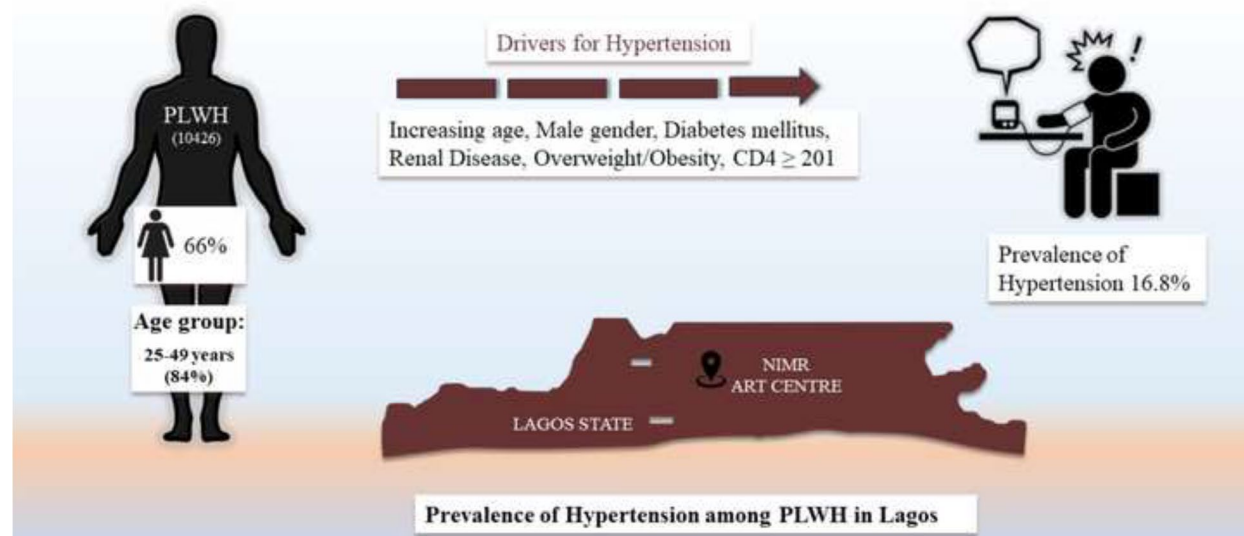 PLWH
(10426)
66%
Age group:
25-49 years
(84%)
Drivers for Hypertension
Increasing age, Male gender, Diabetes mellitus,
Renal Disease, Overweight/Obesity, CD4 ≥ 201
!
Prevalence of
Hypertension 16.8%
NIMR
ART CENTRE
LAGOS STATE
Prevalence of Hypertension among PLWH in Lagos